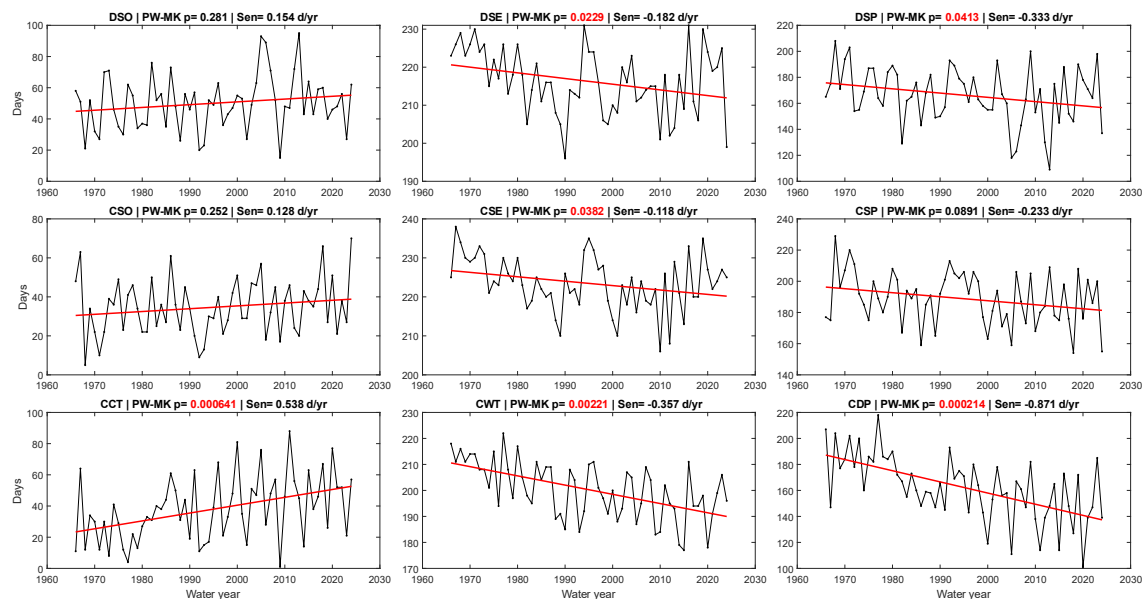 DSO | PW-MK p= 0.281 | Sen= 0.154 d/yr
DSE | PW-MK p= 0.0229 | Sen= -0.182 d/yr
DSP | PW-MK p= 0.0413 | Sen= -0.333 d/yr
100
80
60
40
20
0
Days
1960 1970 1980 1990 2000 2010 2020 2030
230
220
210
200
190
1960 1970 1980 1990 2000 2010 2020 2030
220
200
180
160
140
120
100
1960 1970 1980 1990 2000 2010 2020 2030
CSO | PW-MK p= 0.252 | Sen= 0.128 d/yr
CSE | PW-MK p= 0.0382 | Sen= -0.118 d/yr
CSP | PW-MK p= 0.0891 | Sen= -0.233 d/yr
80
60
40
20
0
Days
1960 1970 1980 1990 2000 2010 2020 2030
240
230
220
210
200
1960 1970 1980 1990 2000 2010 2020 2030
240
220
200
180
160
140
1960 1970 1980 1990 2000 2010 2020 2030
CCT | PW-MK p= 0.000641 | Sen= 0.538 d/yr
CWT | PW-MK p= 0.00221 | Sen= -0.357 d/yr
CDP | PW-MK p= 0.000214 | Sen= -0.871 d/yr
100
80
60
40
20
0
Days
1960 1970 1980 1990 2000 2010 2020 2030
Water year
230
220
210
200
190
180
170
1960 1970 1980 1990 2000 2010 2020 2030
Water year
220
200
180
160
140
120
100
1960 1970 1980 1990 2000 2010 2020 2030
Water year